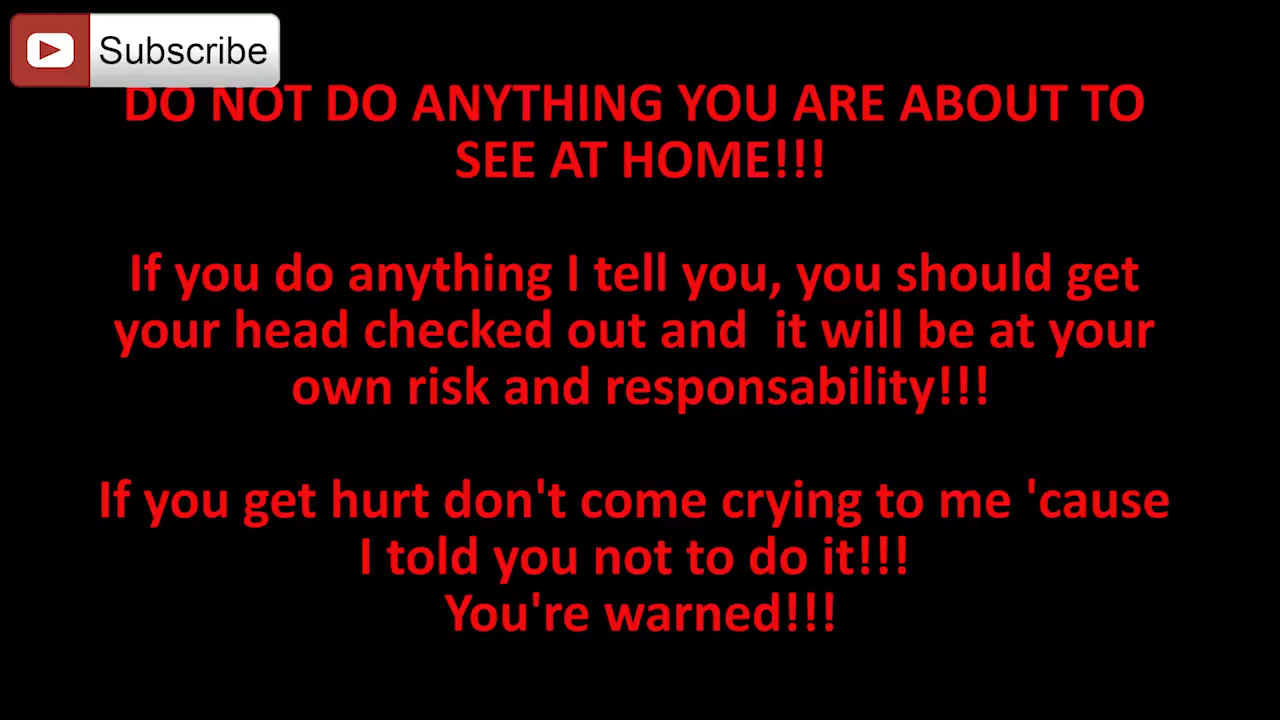 Subscribe
DO NOT DO ANYTHING YOU ARE ABOUT TO
SEE AT HOME!!!
If you do anything I tell you, you should get
your head checked out and  it will be at your
own risk and responsability!!!
If you get hurt don't come crying to me 'cause
I told you not to do it!!!
You're warned!!!